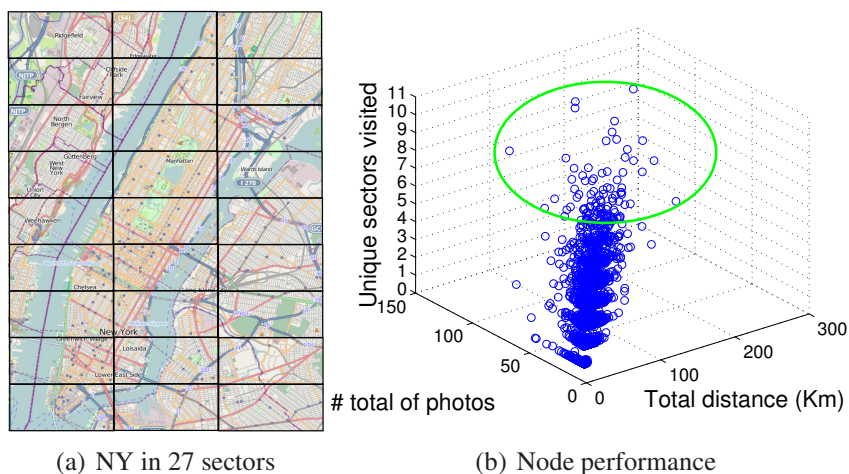 Ridgefield
Edgewater
Cliffside
Park
NJTP
Fairview
North
Bergen
Guttenberg
West
New
York
Manhattan
Wards Island
I 278
Union
City
Weehawken
Chelsea
New York
Greenwich Village
Loisaida
Lower East Side
NJTP
(a) NY in 27 sectors
Unique sectors visited
11
10
9
8
7
6
5
4
3
2
1
0
150
100
50
0
# total of photos
0
100
200
300
Total distance (Km)
(b) Node performance